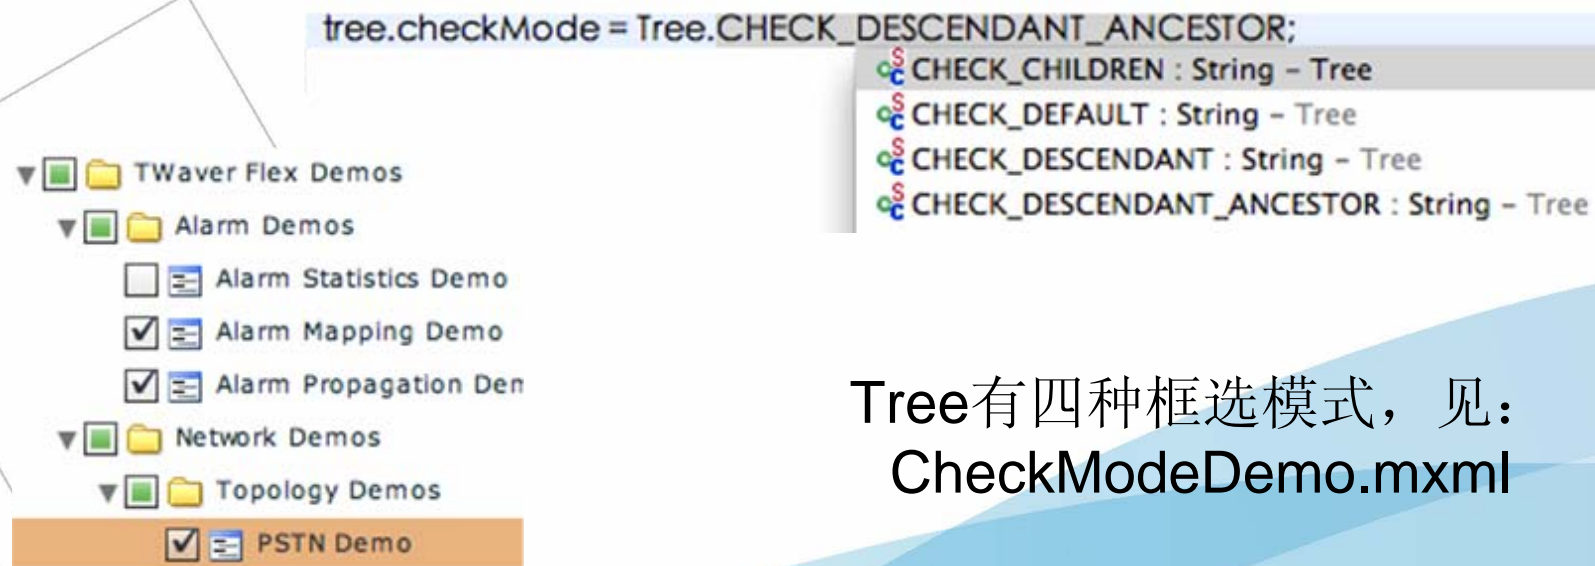 tree.checkMode = Tree.CHECK_DESCENDANT_ANCESTOR;
CHECK_CHILDREN : String – Tree
CHECK_DEFAULT : String – Tree
CHECK_DESCENDANT : String – Tree
CHECK_DESCENDANT_ANCESTOR : String – Tree
TWaver Flex Demos
Alarm Demos
Alarm Statistics Demo
Alarm Mapping Demo
Alarm Propagation Den
Network Demos
Topology Demos
PSTN Demo
Tree有四种框选模式，见：
CheckModeDemo.mxml